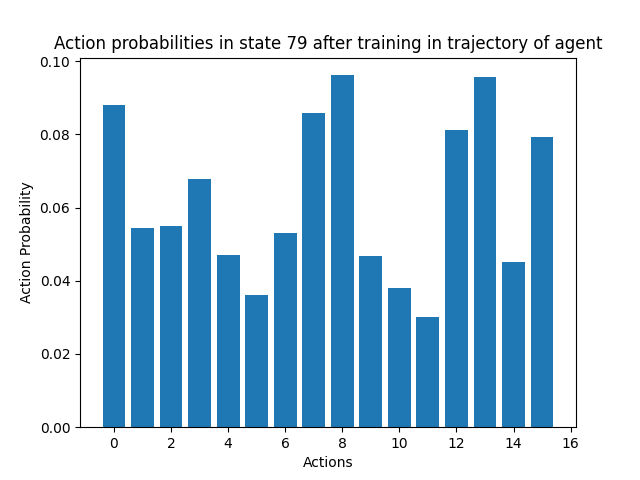 Action probabilities in state 79 after training in trajectory of agent
0.10
0.08
0.06
0.04
0.02
0.00
Action Probability
0 2 4 6 8 10 12 14 16
Actions